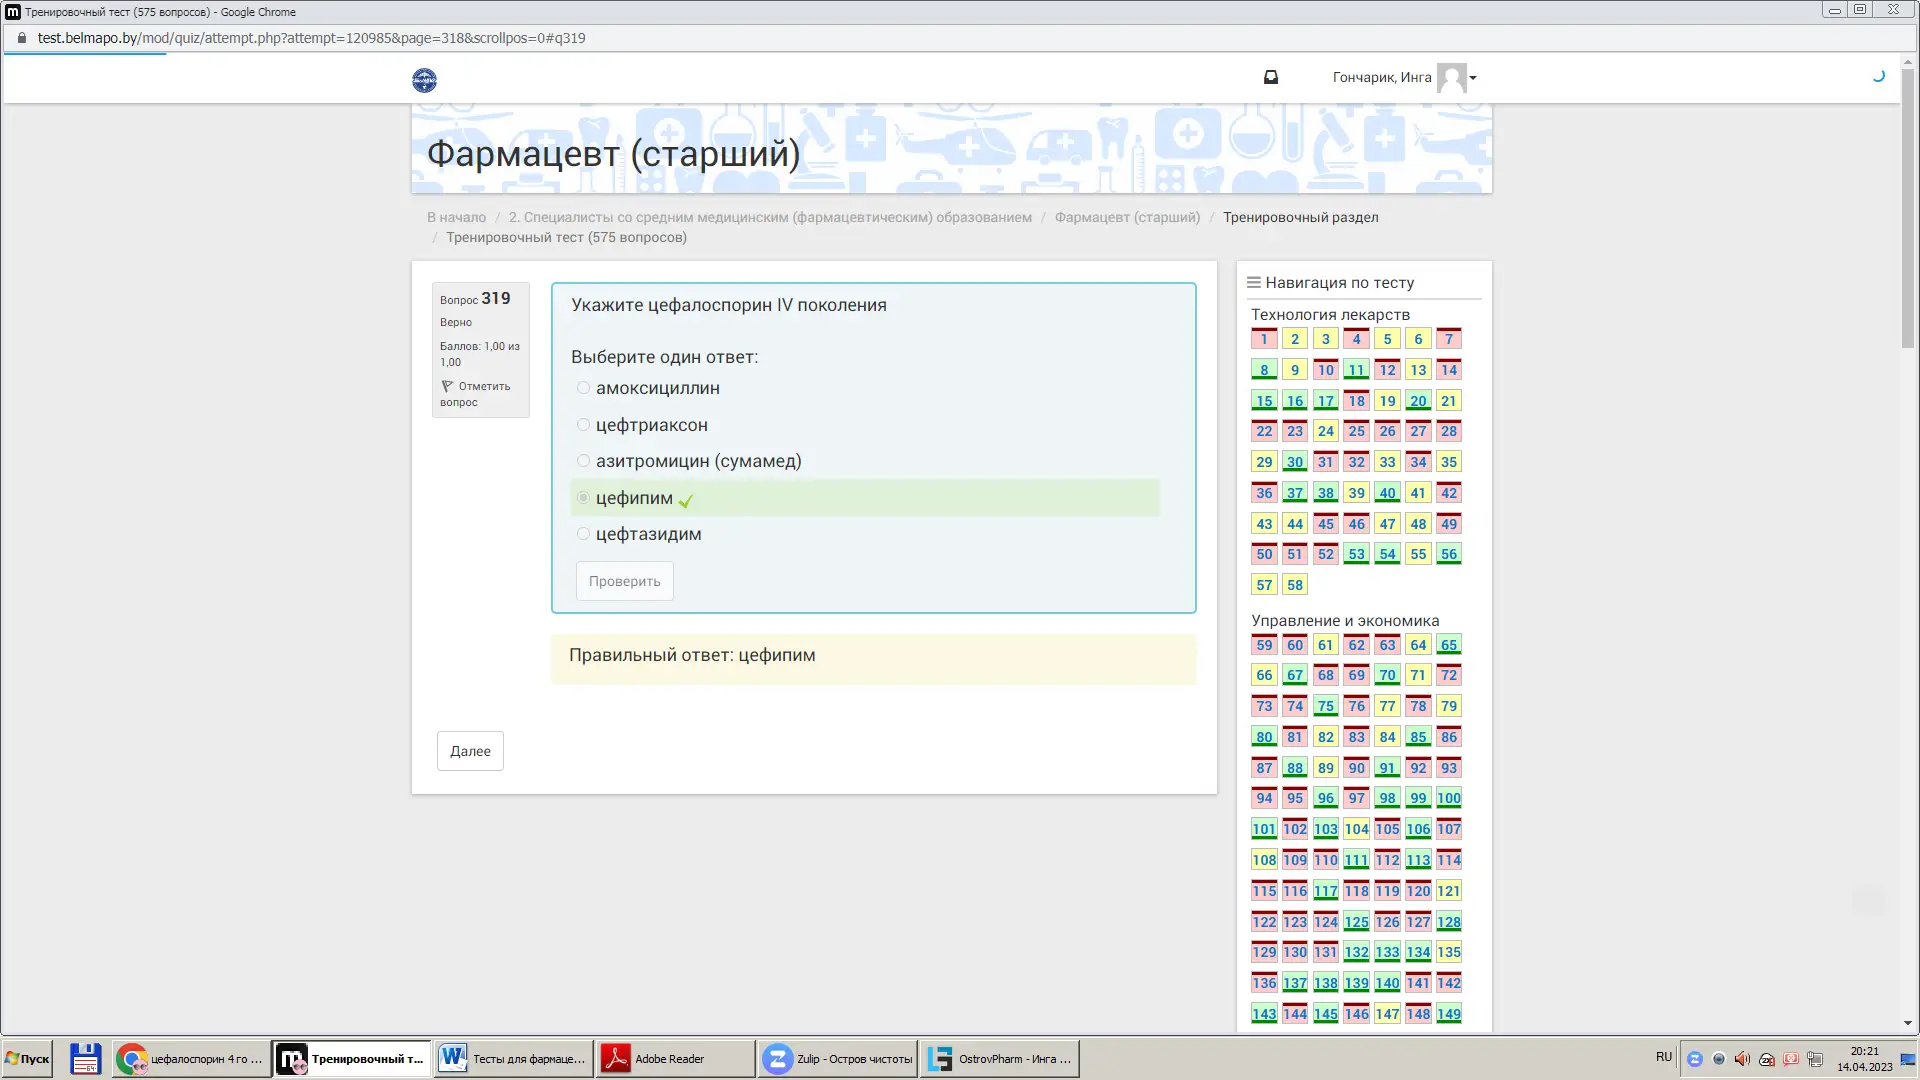 Тренировочный тест (575 вопросов) - Google Chrome
test.belmapo.by/mod/quiz/attempt.php?attempt=120985&page=318&scrollpos=0#q319
Гончарик, Инга
Фармацевт (старший)
В начало / 2. Специалисты со средним медицинским (фармацевтическим) образованием / Фармацевт (старший) / Тренировочный раздел
/ Тренировочный тест (575 вопросов)
Вопрос 319
Верно
Баллов: 1,00 из
1,00
Отметить
вопрос
Укажите цефалоспорин IV поколения
Выберите один ответ:
амоксициллин
цефтриаксон
азитромицин (сумамед)
цефипим
цефтазидим
Проверить
Правильный ответ: цефипим
Далее
Навигация по тесту
Технология лекарств
1 2 3 4 5 6 7
8 9 10 11 12 13 14
15 16 17 18 19 20 21
22 23 24 25 26 27 28
29 30 31 32 33 34 35
36 37 38 39 40 41 42
43 44 45 46 47 48 49
50 51 52 53 54 55 56
57 58
Управление и экономика
59 60 61 62 63 64 65
66 67 68 69 70 71 72
73 74 75 76 77 78 79
80 81 82 83 84 85 86
87 88 89 90 91 92 93
94 95 96 97 98 99 100
101 102 103 104 105 106 107
108 109 110 111 112 113 114
115 116 117 118 119 120 121
122 123 124 125 126 127 128
129 130 131 132 133 134 135
136 137 138 139 140 141 142
143 144 145 146 147 148 149
Пуск
цефалоспорин 4 го ...
Тренировочный т...
Тесты для фармаце...
Adobe Reader
Zulip - Остров чистоты
OstrovPharm - Инга ...
RU
20:21
14.04.2023